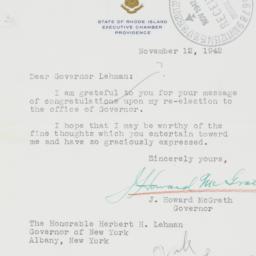 STATE OF RHODE ISLAND
EXECUTIVE CHAMBER
PROVIDENCE
November 12, 1942
Dear Governor Lehman:
I am grateful to you for your message
of congratulations upon my re-election to
the office of Governor.
I hope that I may be worthy of the
fine thoughts which you entertain toward
me and have so graciously expressed.
Sincerely yours,
J. Howard McGrath
J. Howard McGrath
Governor
The Honorable Herbert H. Lehman
Governor of New York
Albany, New York